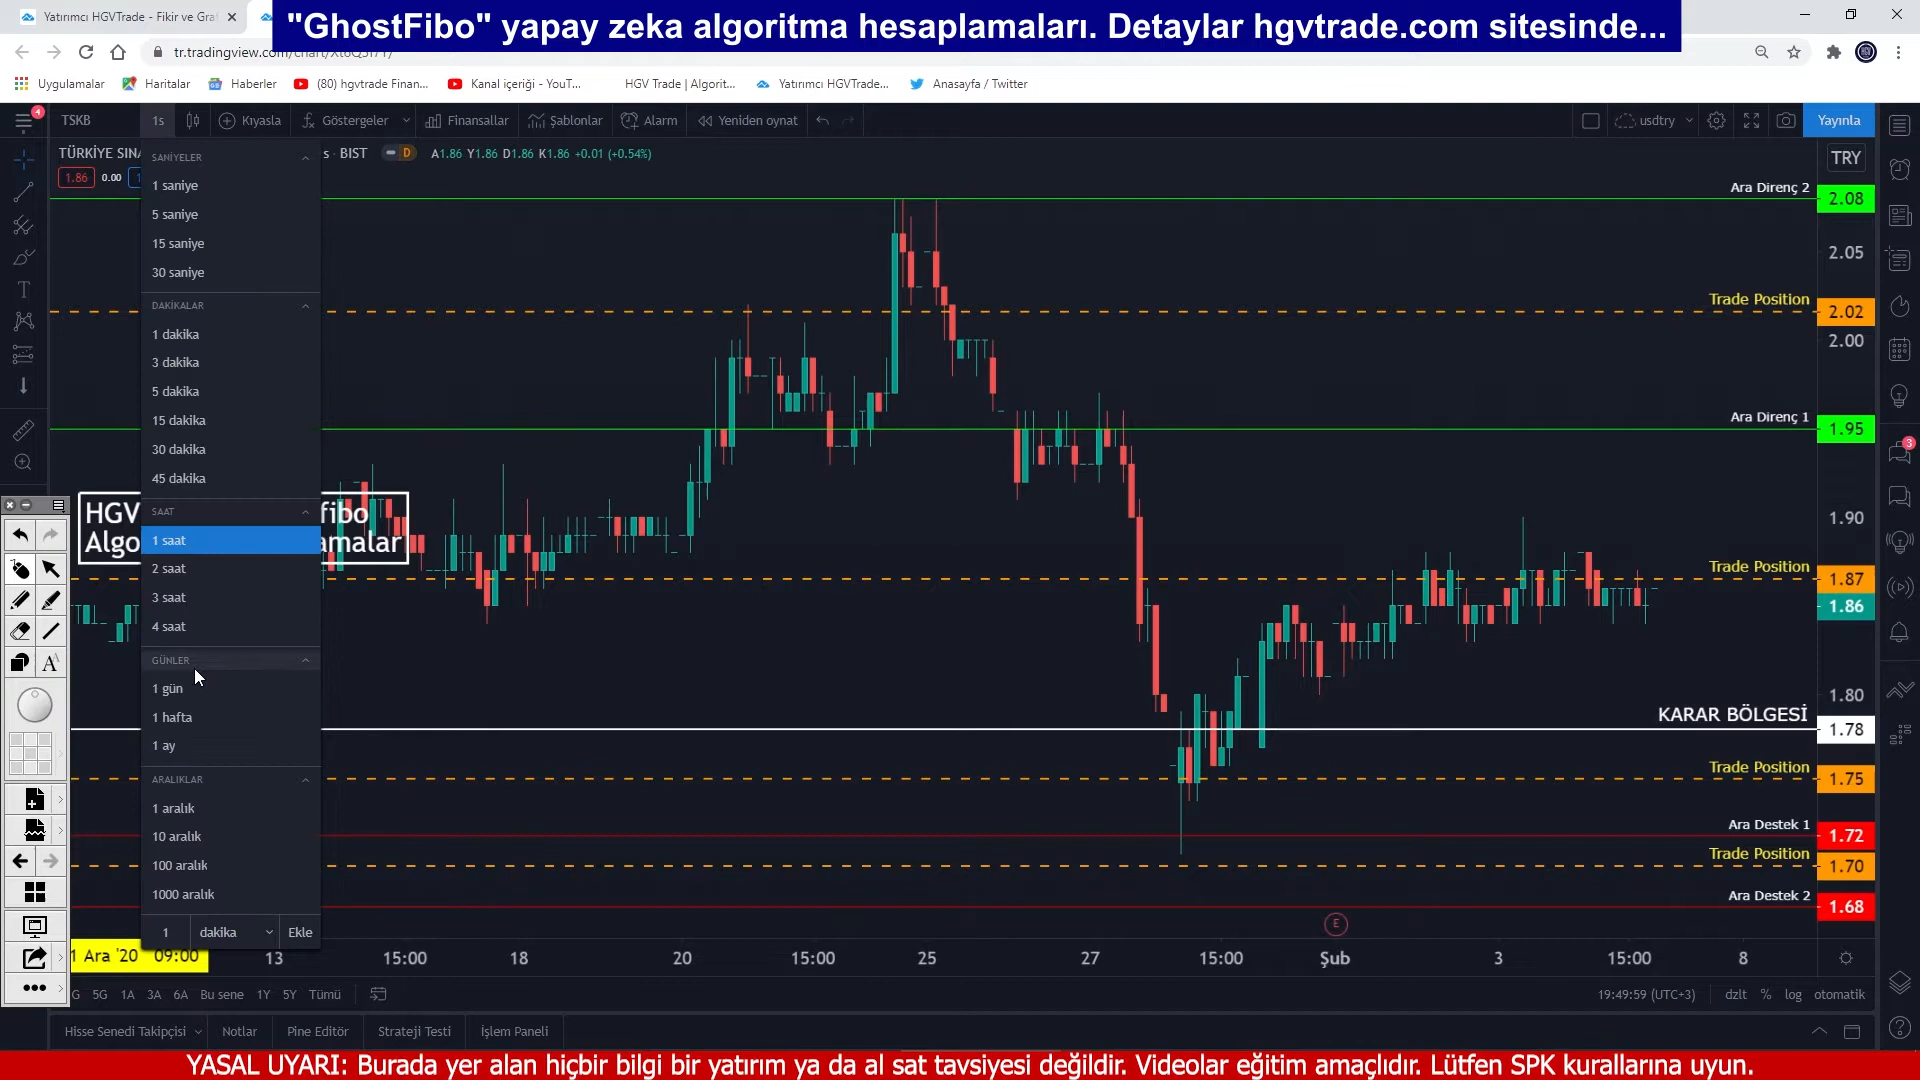 Yatırımcı HGVTrade - Fikir ve Gra
"GhostFibo" yapay zeka algoritma hesaplamaları. Detaylar hgvtrade.com sitesinde...
Uygulamalar Haritalar Haberler (80) hgvtrade Finan... Kanal içeriği - YouT... HGV Trade | Algorit... Yatırımcı HGVTrade... Anasayfa / Twitter
4
TSKB 1s Kıyasla Göstergeler Finansallar Şablonlar Alarm Yeniden oynat usdtry Yayınla
TÜRKİYE SINA s · BIST D A1.86 Y1.86 D1.86 K1.86 +0.01 (+0.54%)
TRY
1.86 0.00 1
SANİYELER
1 saniye
5 saniye
15 saniye
30 saniye
DAKİKALAR
1 dakika
3 dakika
5 dakika
15 dakika
30 dakika
45 dakika
SAAT
1 saat
2 saat
3 saat
4 saat
GÜNLER
1 gün
1 hafta
1 ay
ARALIKLAR
1 aralık
10 aralık
100 aralık
1000 aralık
1 dakika Ekle
HGV fibo
Algo amalar
Ara Direnç 2 2.08
2.05
Trade Position 2.02
2.00
Ara Direnç 1 1.95
3
1.90
Trade Position 1.87
1.86
1.80
KARAR BÖLGESİ 1.78
Trade Position 1.75
Ara Destek 1 1.72
Trade Position 1.70
Ara Destek 2 1.68
E
1 Ara '20 09:00 13 15:00 18 20 15:00 25 27 15:00 Şub 3 15:00 8
G 5G 1A 3A 6A Bu sene 1Y 5Y Tümü 19:49:59 (UTC+3) dzlt % log otomatik
Hisse Senedi Takipçisi Notlar Pine Editör Strateji Testi İşlem Paneli
YASAL UYARI: Burada yer alan hiçbir bilgi bir yatırım ya da al sat tavsiyesi değildir. Videolar eğitim amaçlıdır. Lütfen SPK kurallarına uyun.